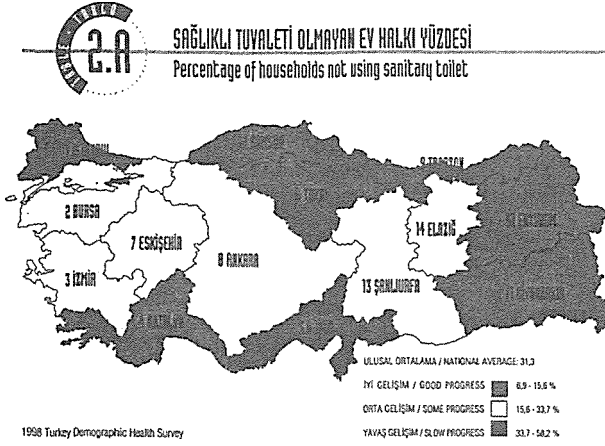 2.A
SAĞLIKLI TUVALETİ OLMAYAN EV HALKI YÜZDESİ
Percentage of households not using sanitary toilet
9 TRABZON
2 BURSA
14 ELAZIĞ
7 ESKİŞEHİR
8 ANKARA
3 İZMİR
13 ŞANLIURFA
ULUSAL ORTALAMA / NATIONAL AVERAGE: 31,3
İYİ GELİŞİM / GOOD PROGRESS 6,9 - 15,6 %
ORTA GELİŞİM / SOME PROGRESS 15,6 - 33,7 %
YAVAŞ GELİŞİM / SLOW PROGRESS 33,7 - 58,2 %
1998 Turkey Demographic Health Survey